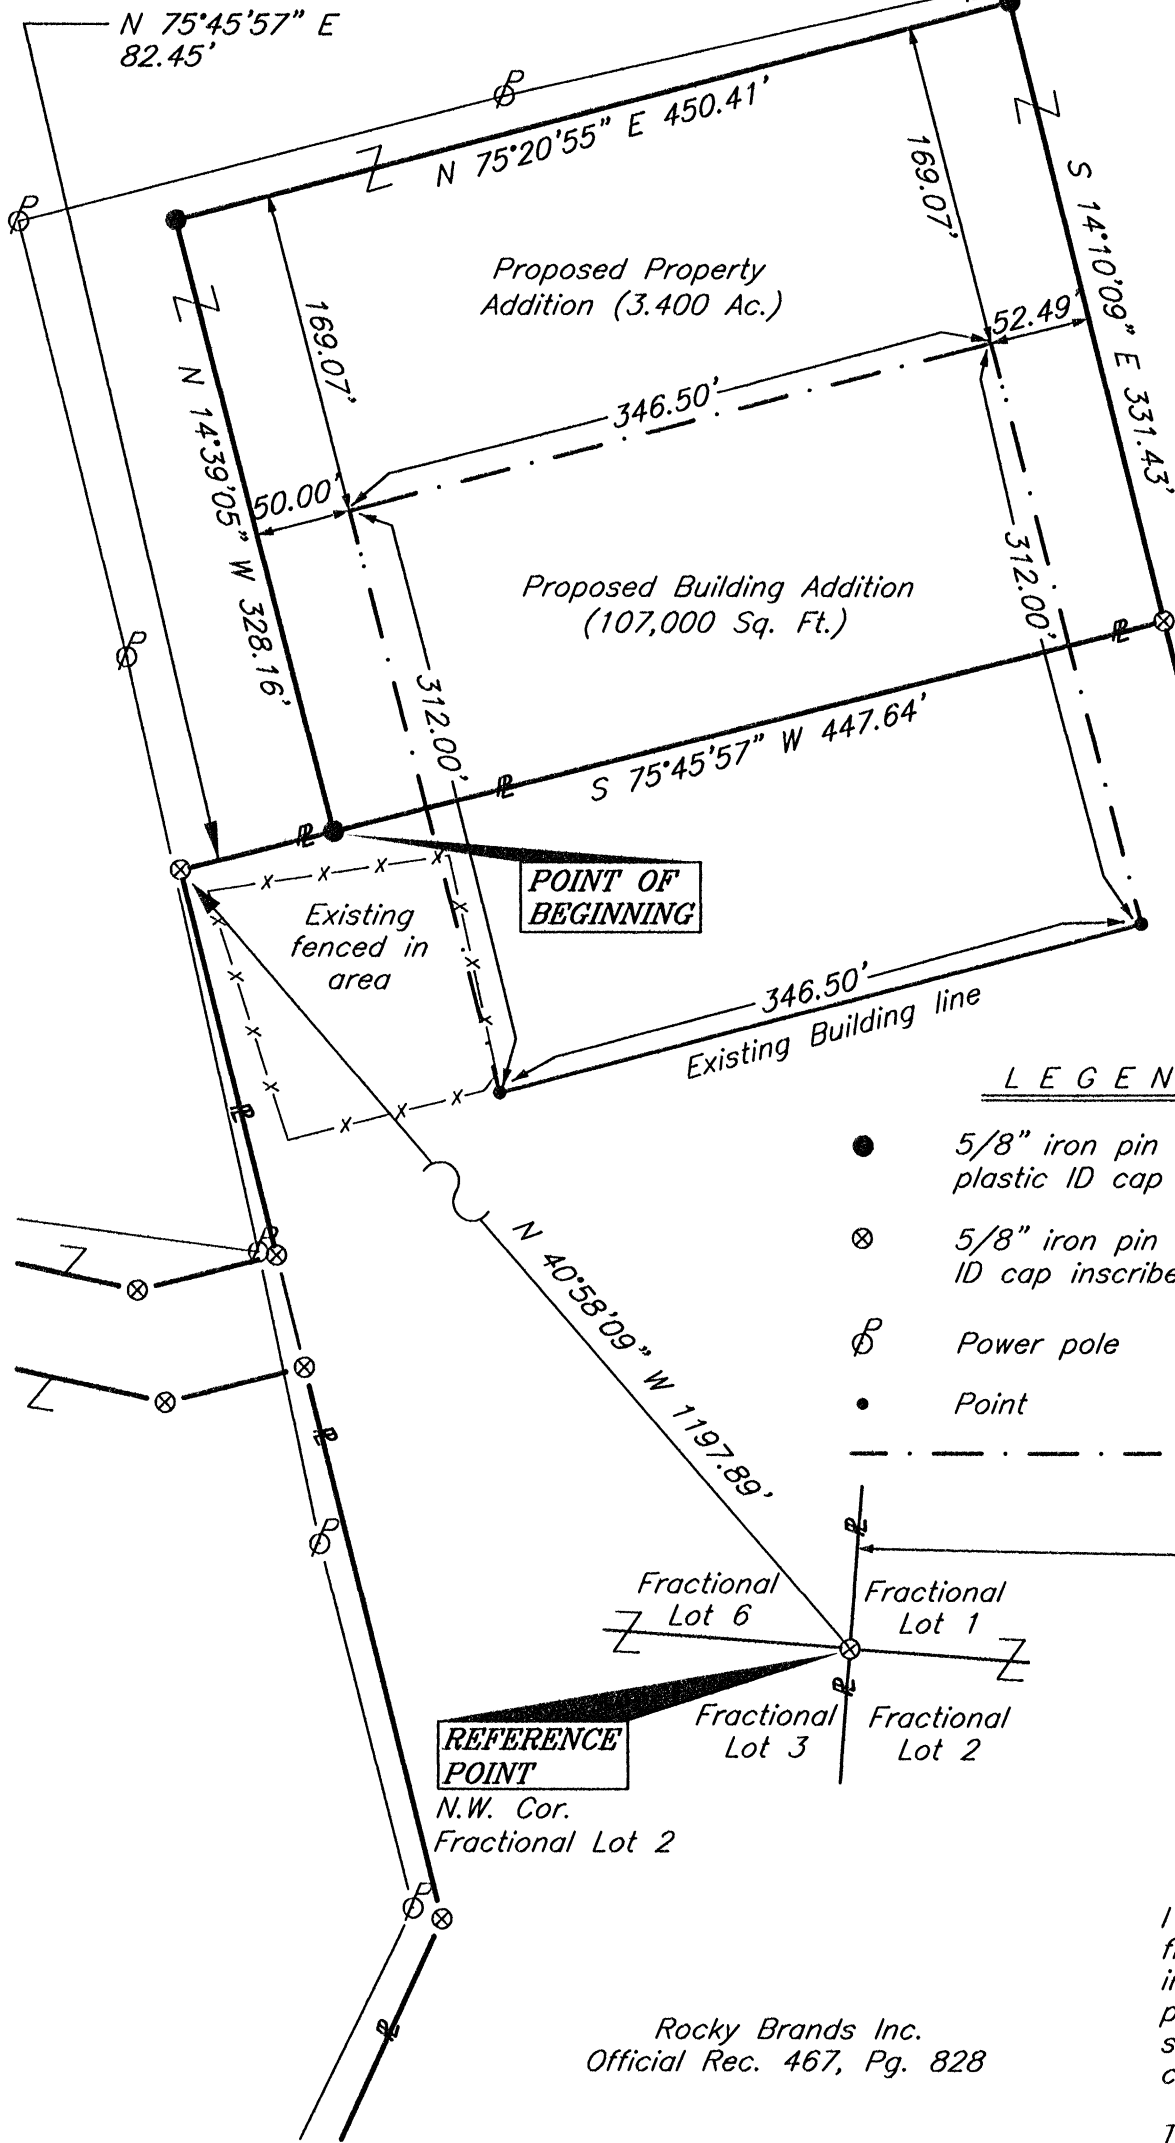 N 75°45'57" E
82.45'
N 75°20'55" E 450.41'
169.07'
169.07'
S 14°10'09" E 331.43'
Proposed Property
Addition (3.400 Ac.)
52.49'
346.50'
N 14°39'05" W 328.16'
50.00'
Proposed Building Addition
(107,000 Sq. Ft.)
312.00'
312.00'
S 75°45'57" W 447.64'
POINT OF
BEGINNING
Existing
fenced in
area
346.50'
Existing Building line
L E G E N
5/8" iron pin
plastic ID cap
5/8" iron pin
ID cap inscribe
Power pole
Point
N 40°58'09" W 1197.89'
Fractional
Lot 6
Fractional
Lot 1
Fractional
Lot 3
Fractional
Lot 2
REFERENCE
POINT
N.W. Cor.
Fractional Lot 2
Rocky Brands Inc.
Official Rec. 467, Pg. 828